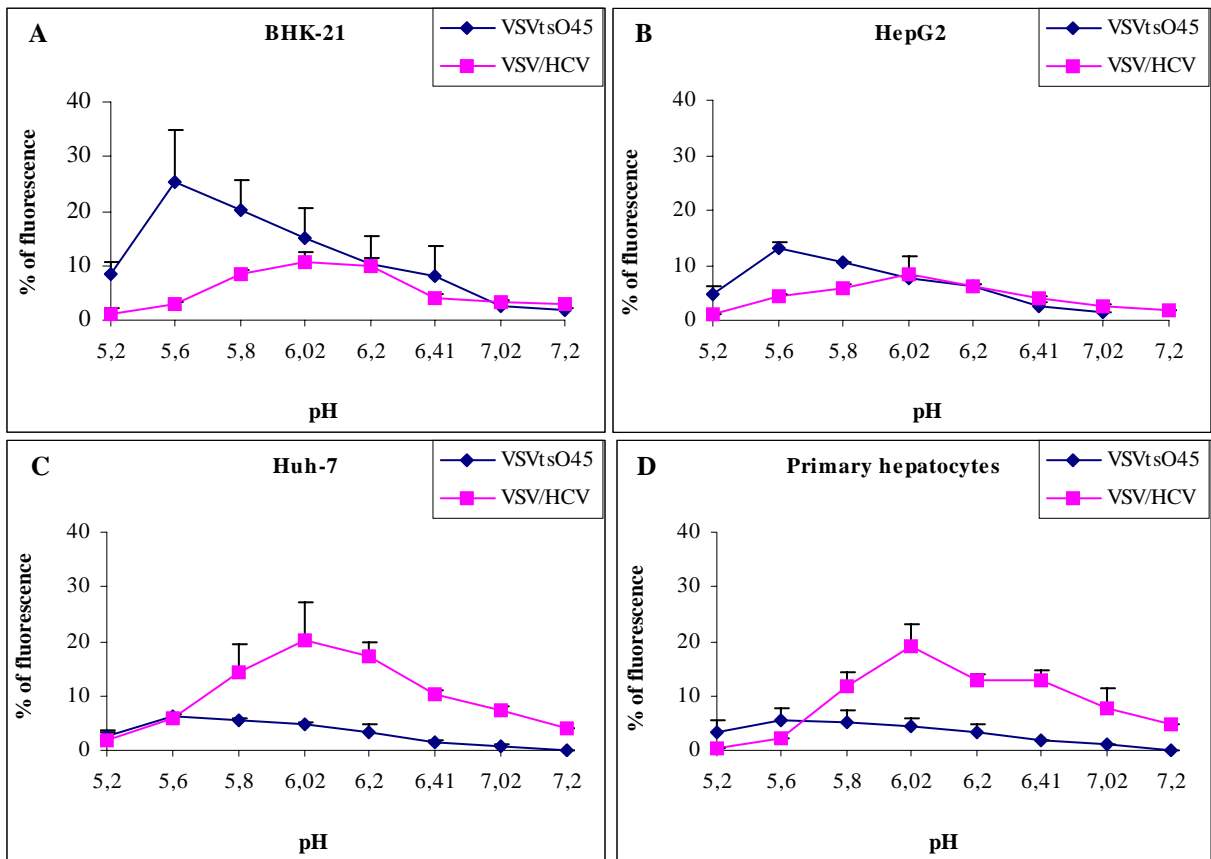 A
BHK-21
VSVtsO45
VSV/HCV
% of fluorescence
40
30
20
10
0
5,2 5,6 5,8 6,02 6,2 6,41 7,02 7,2
pH
B
HepG2
VSVtsO45
VSV/HCV
% of fluorescence
40
30
20
10
0
5,2 5,6 5,8 6,02 6,2 6,41 7,02 7,2
pH
C
Huh-7
VSVtsO45
VSV/HCV
% of fluorescence
40
30
20
10
0
5,2 5,6 5,8 6,02 6,2 6,41 7,02 7,2
pH
D
Primary hepatocytes
VSVtsO45
VSV/HCV
% of fluorescence
40
30
20
10
0
5,2 5,6 5,8 6,02 6,2 6,41 7,02 7,2
pH